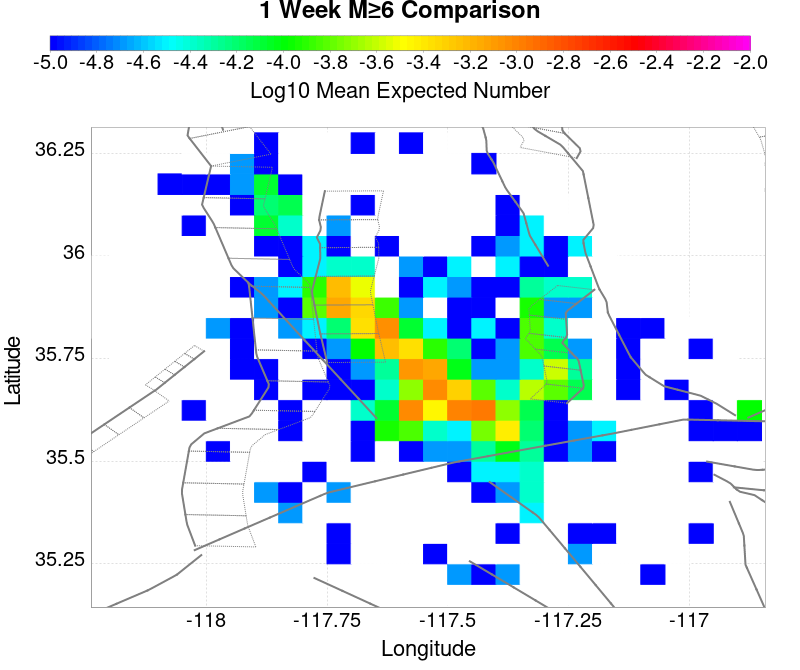 1 Week M≥6 Comparison
-5.0 -4.8 -4.6 -4.4 -4.2 -4.0 -3.8 -3.6 -3.4 -3.2 -3.0 -2.8 -2.6 -2.4 -2.2 -2.0
Log10 Mean Expected Number
36.25
36
35.75
35.5
35.25
Latitude
-118 -117.75 -117.5 -117.25 -117
Longitude